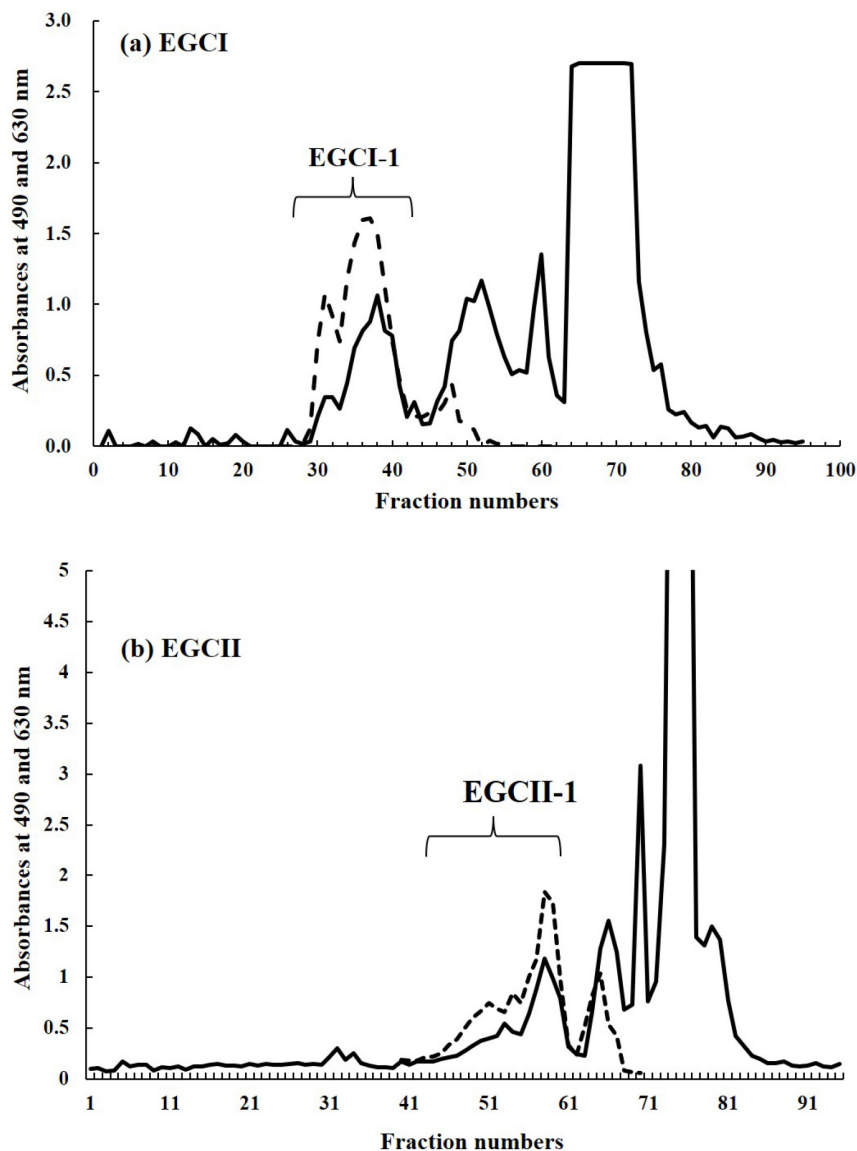 (a) EGCI
EGCI-1
Absorbances at 490 and 630 nm
3.0
2.5
2.0
1.5
1.0
0.5
0.0
0 10 20 30 40 50 60 70 80 90 100
Fraction numbers
(b) EGCII
EGCII-1
Absorbances at 490 and 630 nm
5
4.5
4
3.5
3
2.5
2
1.5
1
0.5
0
1 11 21 31 41 51 61 71 81 91
Fraction numbers